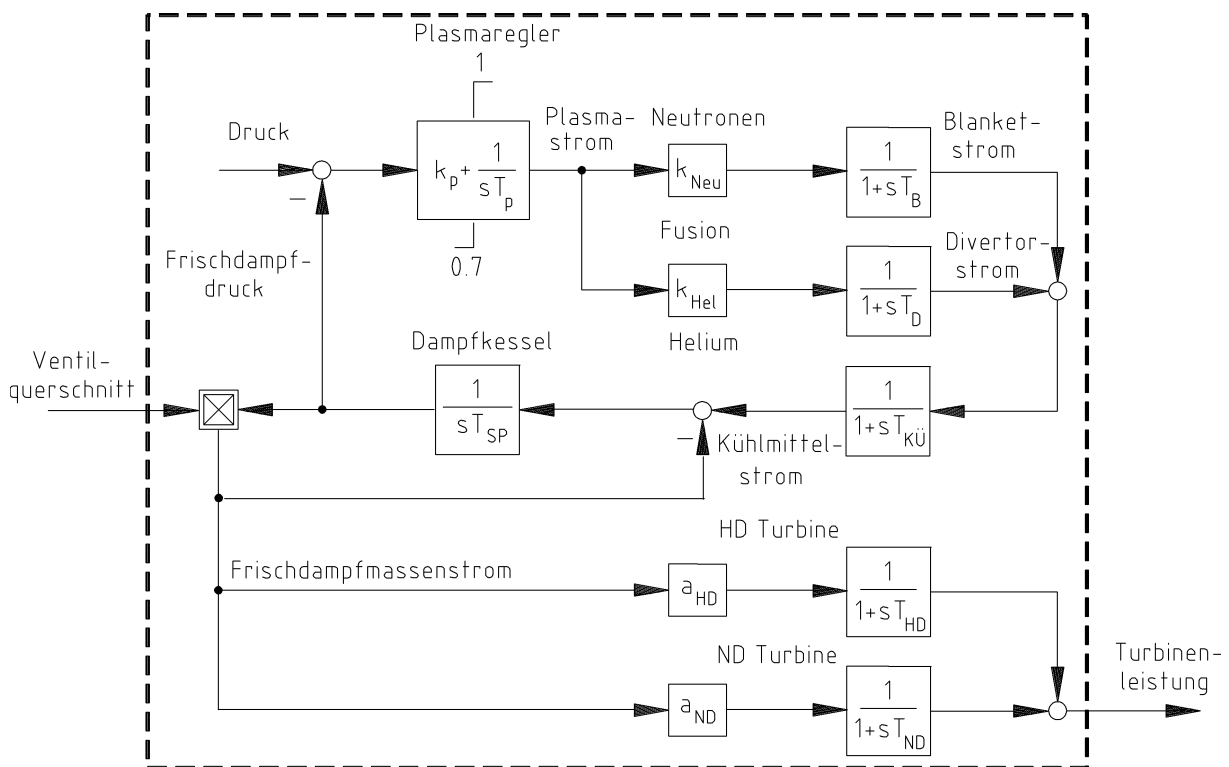 Plasmaregler
1
Druck
k_p + 1/sT_p
–
0.7
Plasma-
strom
Neutronen
k_Neu
1/1+sT_B
Blanket-
strom
Fusion
k_Hel
Helium
1/1+sT_D
Divertor-
strom
Frischdampf-
druck
Ventil-
querschnitt
Dampfkessel
1/sT_SP
–
Kühlmittel-
strom
1/1+sT_KÜ
HD Turbine
Frischdampfmassenstrom
a_HD
1/1+sT_HD
ND Turbine
a_ND
1/1+sT_ND
Turbinen-
leistung